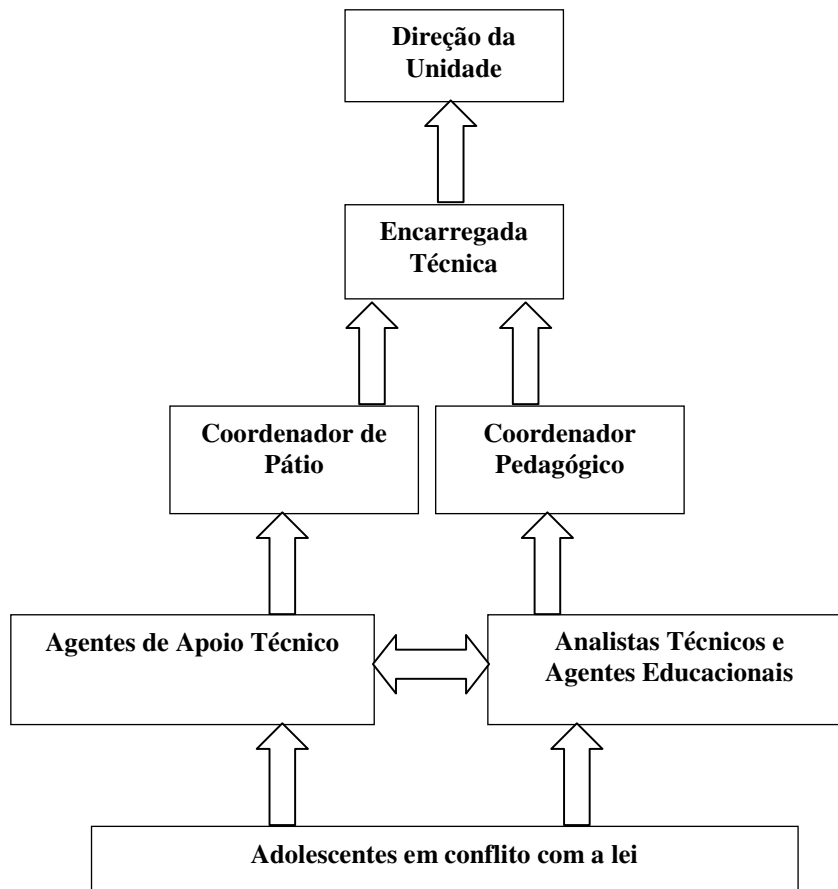 Direção da
Unidade
Encarregada
Técnica
Coordenador de
Pátio
Coordenador
Pedagógico
Agentes de Apoio Técnico
Analistas Técnicos e
Agentes Educacionais
Adolescentes em conflito com a lei